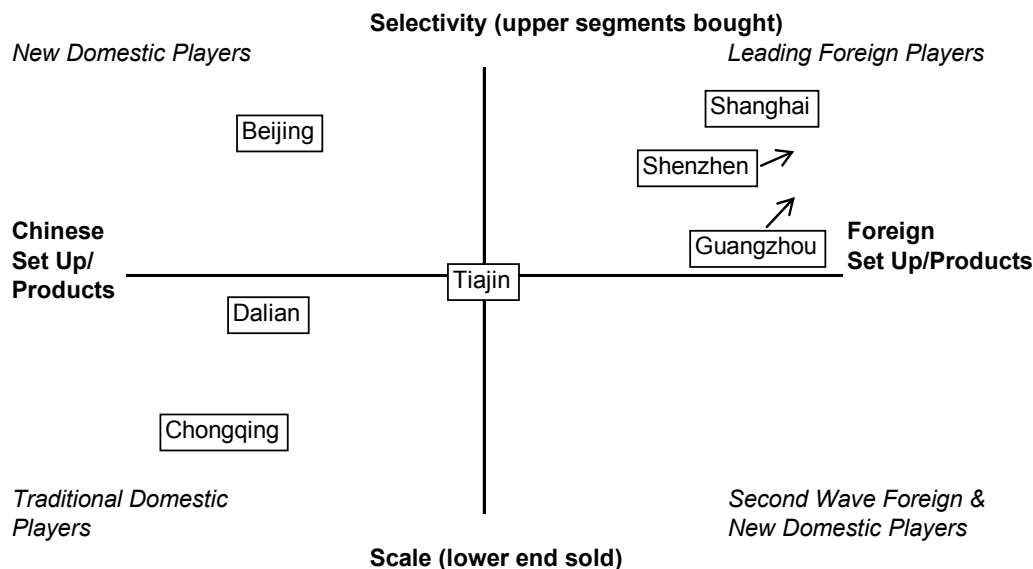 Selectivity (upper segments bought)
New Domestic Players
Leading Foreign Players
Shanghai
Beijing
Shenzhen
Chinese
Set Up/
Products
Guangzhou
Foreign
Set Up/Products
Tiajin
Dalian
Chongqing
Traditional Domestic
Players
Second Wave Foreign &
New Domestic Players
Scale (lower end sold)